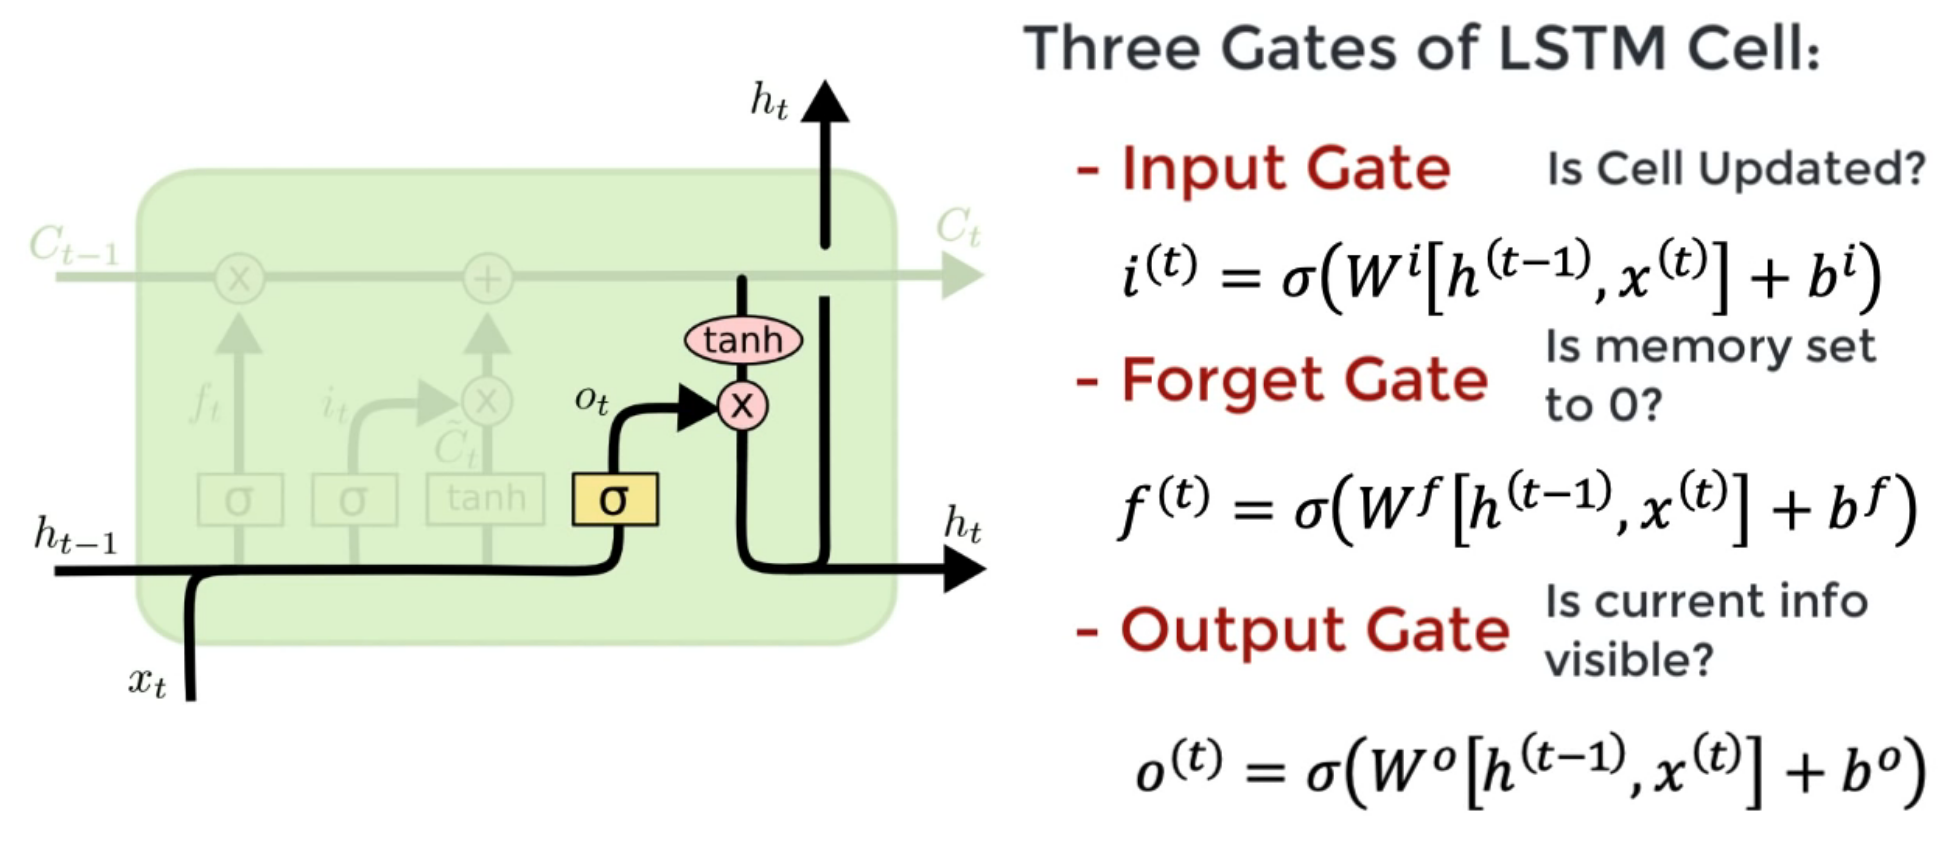 Three Gates of LSTM Cell:
- Input Gate Is Cell Updated?
i^(t) = σ(W^i[h^(t−1), x^(t)] + b^i)
- Forget Gate Is memory set
to 0?
f^(t) = σ(W^f[h^(t−1), x^(t)] + b^f)
- Output Gate Is current info
visible?
o^(t) = σ(W^o[h^(t−1), x^(t)] + b^o)
h_t
C_{t−1} C_t
x +
tanh
f_t i_t x o_t x
C̃_t
σ σ tanh σ
h_{t−1} h_t
x_t